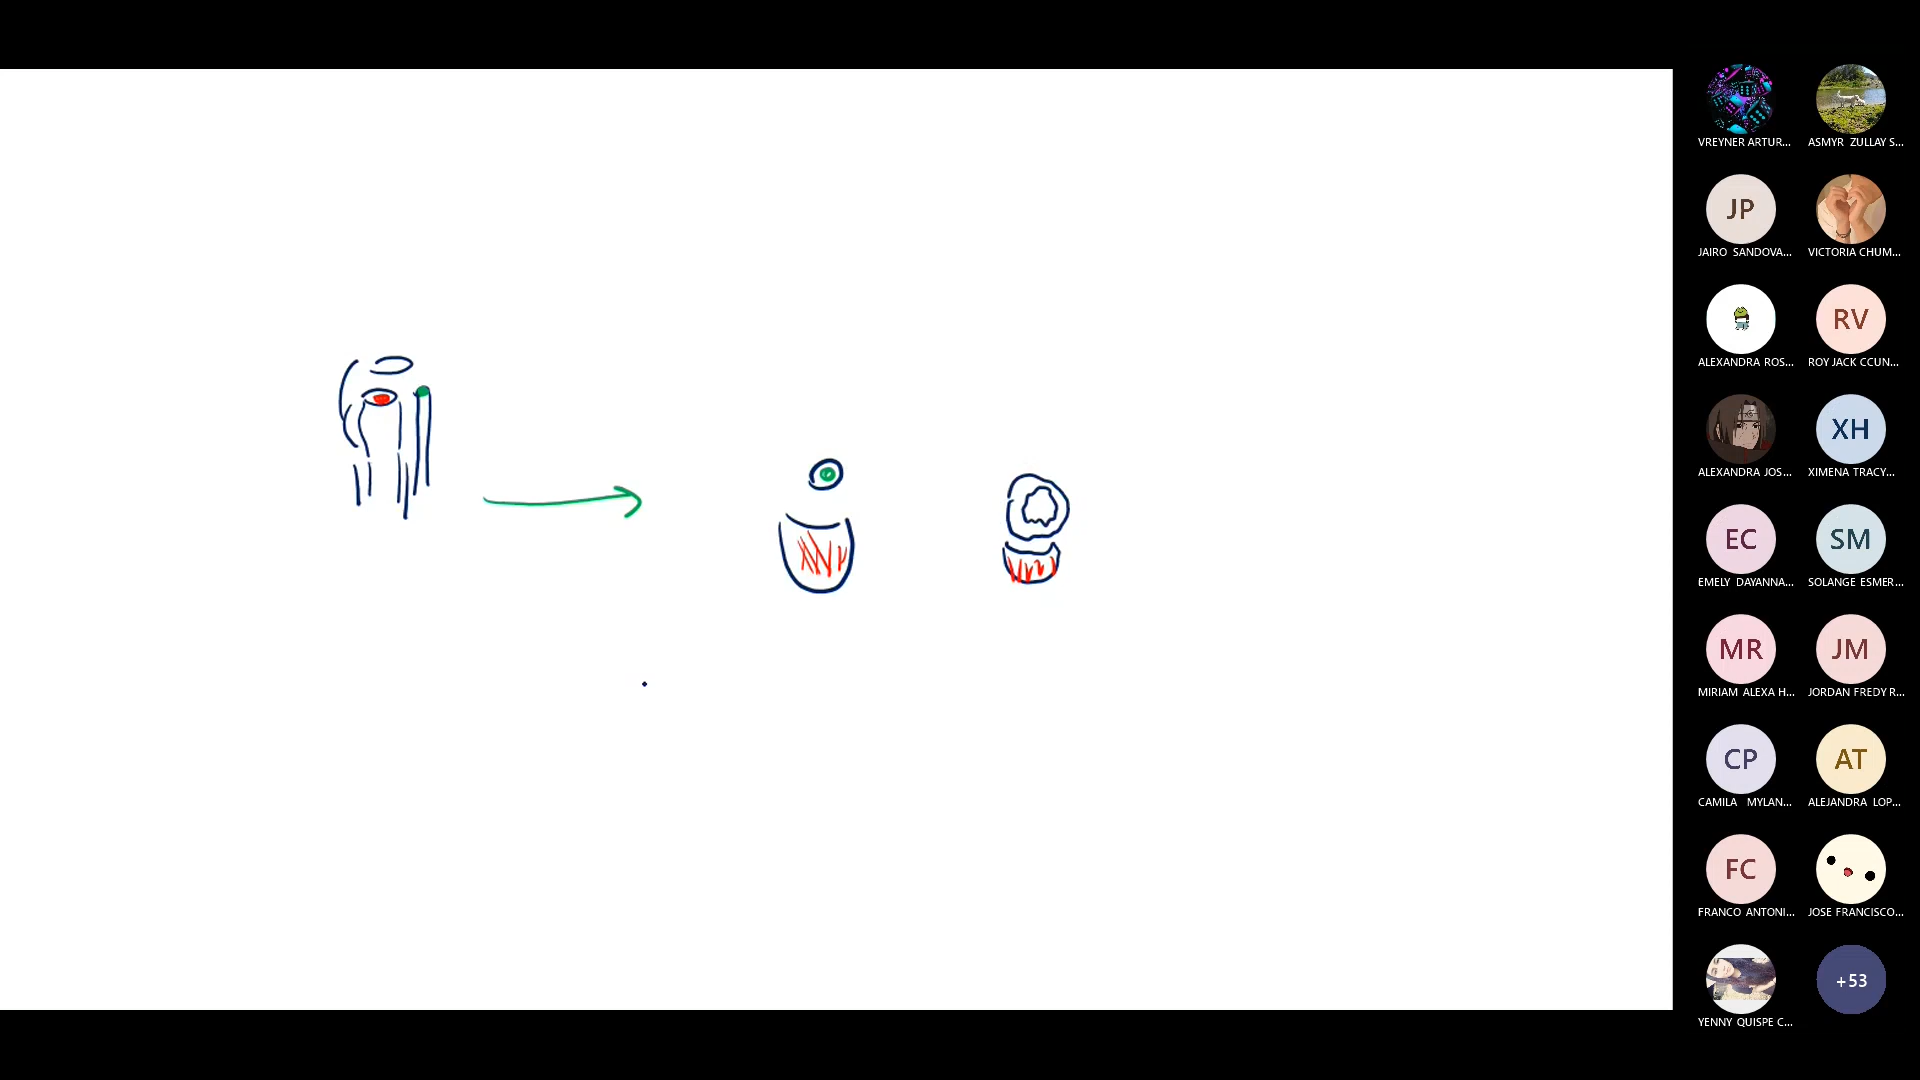 VREYNER ARTUR... ASMYR ZULLAY S...
JP
JAIRO SANDOVA... VICTORIA CHUM...
RV
ALEXANDRA ROS... ROY JACK CCUN...
XH
ALEXANDRA JOS... XIMENA TRACY...
EC SM
EMELY DAYANNA... SOLANGE ESMER...
MR JM
MIRIAM ALEXA H... JORDAN FREDY R...
CP AT
CAMILA MYLAN... ALEJANDRA LOP...
FC
FRANCO ANTONI... JOSE FRANCISCO...
+53
YENNY QUISPE C...